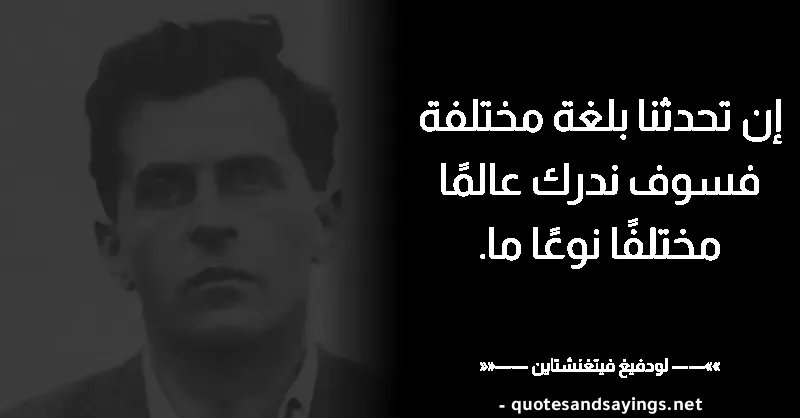 إن تحدثنا بلغة مختلفة
فسوف ندرك عالمًا
مختلفًا نوعًا ما.
»»—— لودفيغ فيتغنشتاين ——««
- quotesandsayings.net